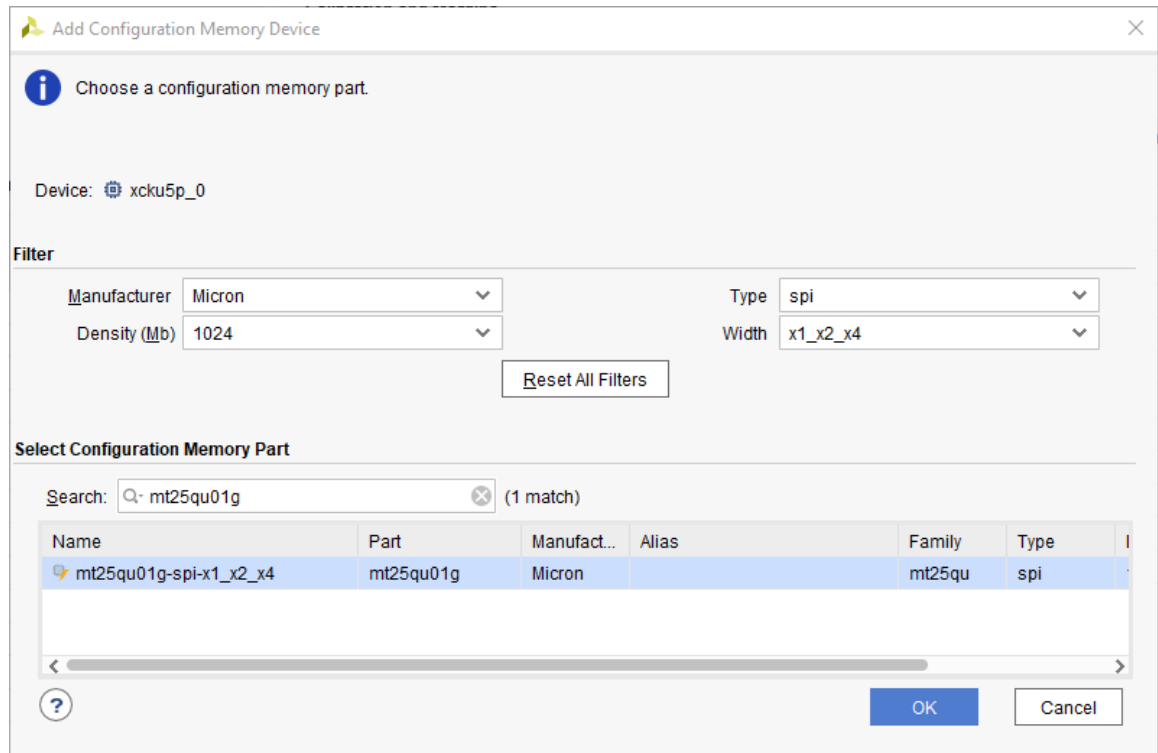 Add Configuration Memory Device
Choose a configuration memory part.
Device: xcku5p_0
Filter
Manufacturer Micron Type spi
Density (Mb) 1024 Width x1_x2_x4
Reset All Filters
Select Configuration Memory Part
Search: mt25qu01g (1 match)
Name Part Manufact... Alias Family Type
mt25qu01g-spi-x1_x2_x4 mt25qu01g Micron mt25qu spi
? OK Cancel